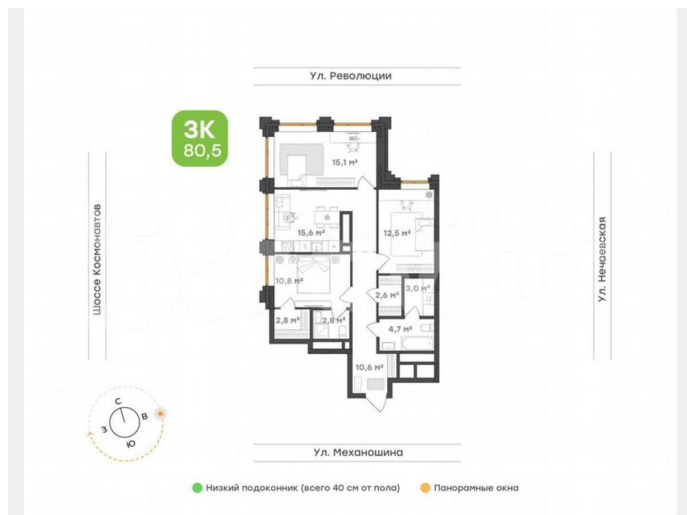 Ул. Революции
3К
80,5
15,1 м²
15,6 м²
12,5 м²
10,8 м²
2,6 м²
3,0 м²
2,8 м²
2,8 м²
4,7 м²
10,6 м²
Шоссе Космонавтов
Ул. Нечаевская
С
В
З
Ю
Ул. Механошина
Низкий подоконник (всего 40 см от пола)
Панорамные окна